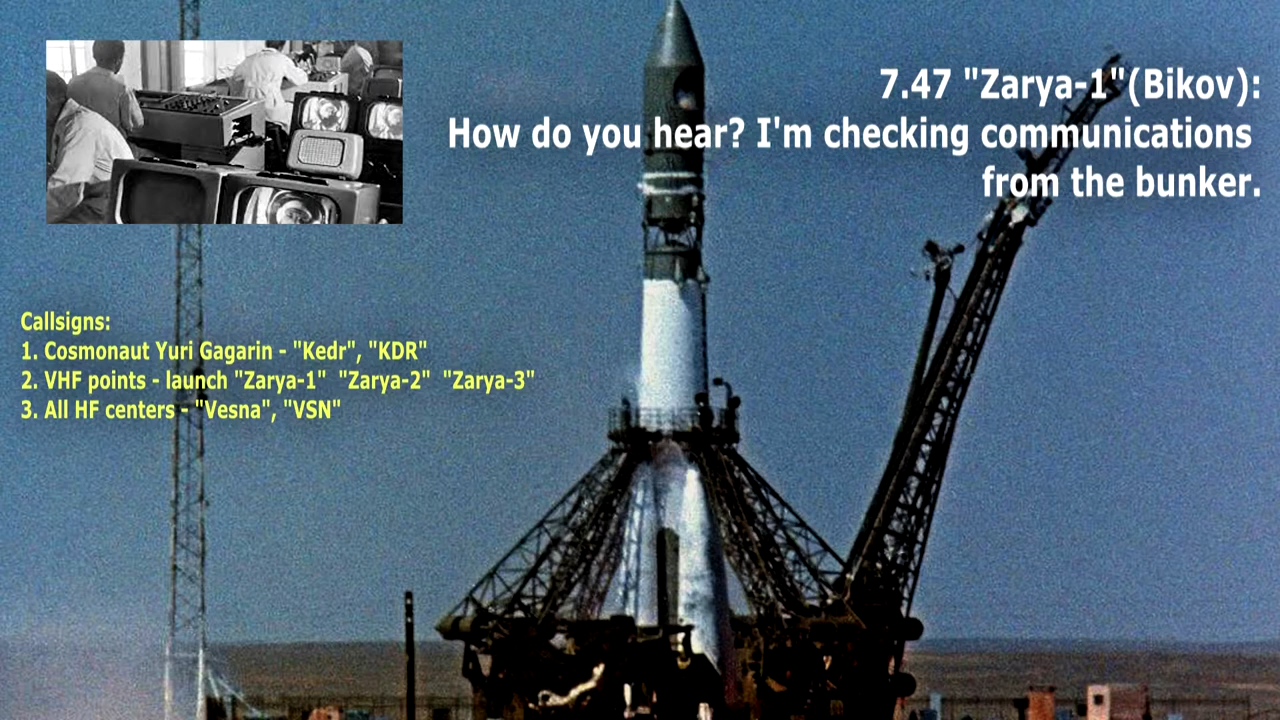 7.47 "Zarya-1"(Bikov):
How do you hear? I'm checking communications
from the bunker.
Callsigns:
1. Cosmonaut Yuri Gagarin - "Kedr", "KDR"
2. VHF points - launch "Zarya-1" "Zarya-2" "Zarya-3"
3. All HF centers - "Vesna", "VSN"